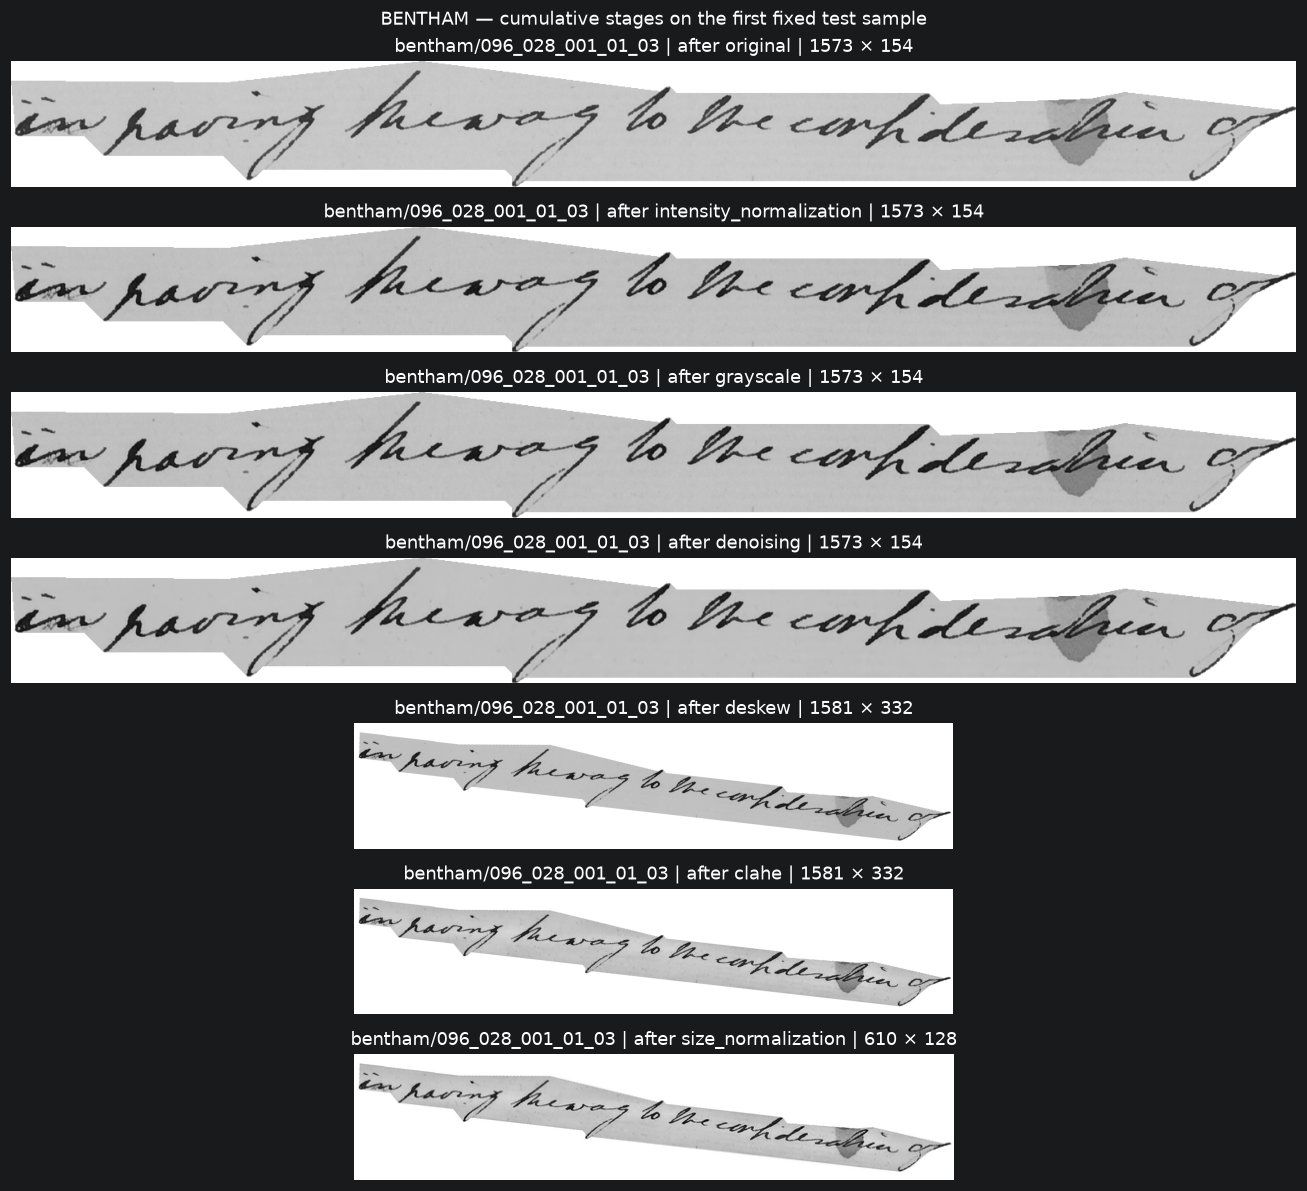 BENTHAM — cumulative stages on the first fixed test sample
bentham/096_028_001_01_03 | after original | 1573 × 154
in paving the way to the consideration of
bentham/096_028_001_01_03 | after intensity_normalization | 1573 × 154
in paving the way to the consideration of
bentham/096_028_001_01_03 | after grayscale | 1573 × 154
in paving the way to the consideration of
bentham/096_028_001_01_03 | after denoising | 1573 × 154
in paving the way to the consideration of
bentham/096_028_001_01_03 | after deskew | 1581 × 332
in paving the way to the consideration of
bentham/096_028_001_01_03 | after clahe | 1581 × 332
in paving the way to the consideration of
bentham/096_028_001_01_03 | after size_normalization | 610 × 128
in paving the way to the consideration of